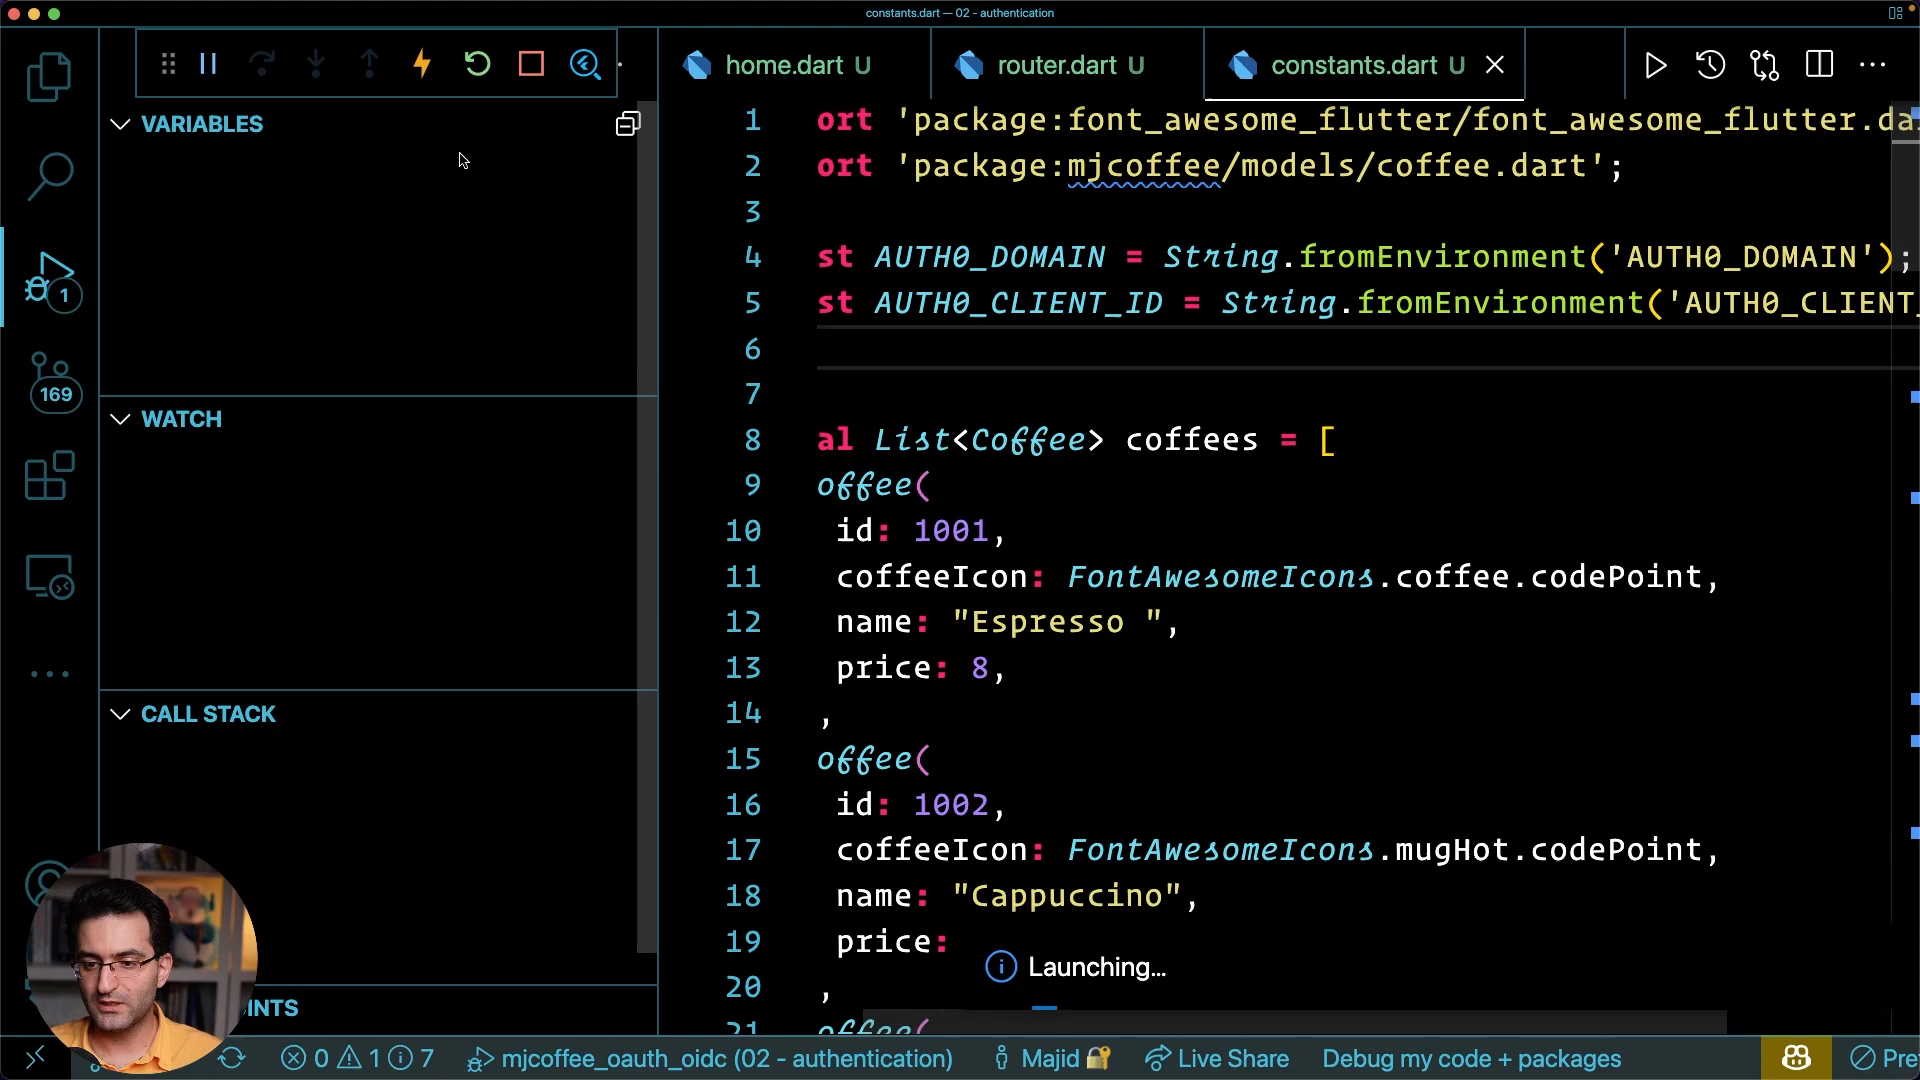 constants.dart — 02 - authentication
home.dart U
router.dart U
constants.dart U
VARIABLES
WATCH
CALL STACK
INTS
1
169
1 ort 'package:font_awesome_flutter/font_awesome_flutter.da
2 ort 'package:mjcoffee/models/coffee.dart';
3
4 st AUTH0_DOMAIN = String.fromEnvironment('AUTH0_DOMAIN');
5 st AUTH0_CLIENT_ID = String.fromEnvironment('AUTH0_CLIENT_
6
7
8 al List<Coffee> coffees = [
9 offee(
10 id: 1001,
11 coffeeIcon: FontAwesomeIcons.coffee.codePoint,
12 name: "Espresso ",
13 price: 8,
14 ,
15 offee(
16 id: 1002,
17 coffeeIcon: FontAwesomeIcons.mugHot.codePoint,
18 name: "Cappuccino",
19 price:
20 ,
21 offee(
Launching...
0 1 7
mjcoffee_oauth_oidc (02 - authentication)
Majid
Live Share
Debug my code + packages
Pre